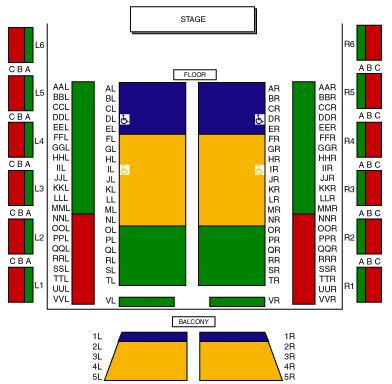 STAGE
FLOOR
L6
C B A
L5
C B A
L4
C B A
L3
C B A
L2
C B A
L1
AAL
BBL
CCL
DDL
EEL
FFL
GGL
HHL
IIL
JJL
KKL
LLL
MML
NNL
OOL
PPL
QQL
RRL
SSL
TTL
UUL
VVL
AL
BL
CL
DL
EL
FL
GL
HL
IL
JL
KL
LL
ML
NL
OL
PL
QL
RL
SL
TL
VL
AR
BR
CR
DR
ER
FR
GR
HR
IR
JR
KR
LR
MR
NR
OR
PR
QR
RR
SR
TR
VR
AAR
BBR
CCR
DDR
EER
FFR
GGR
HHR
IIR
JJR
KKR
LLR
MMR
NNR
OOR
PPR
QQR
RRR
SSR
TTR
UUR
VVR
R6
A B C
R5
A B C
R4
A B C
R3
A B C
R2
A B C
R1
BALCONY
1L 1R
2L 2R
3L 3R
4L 4R
5L 5R